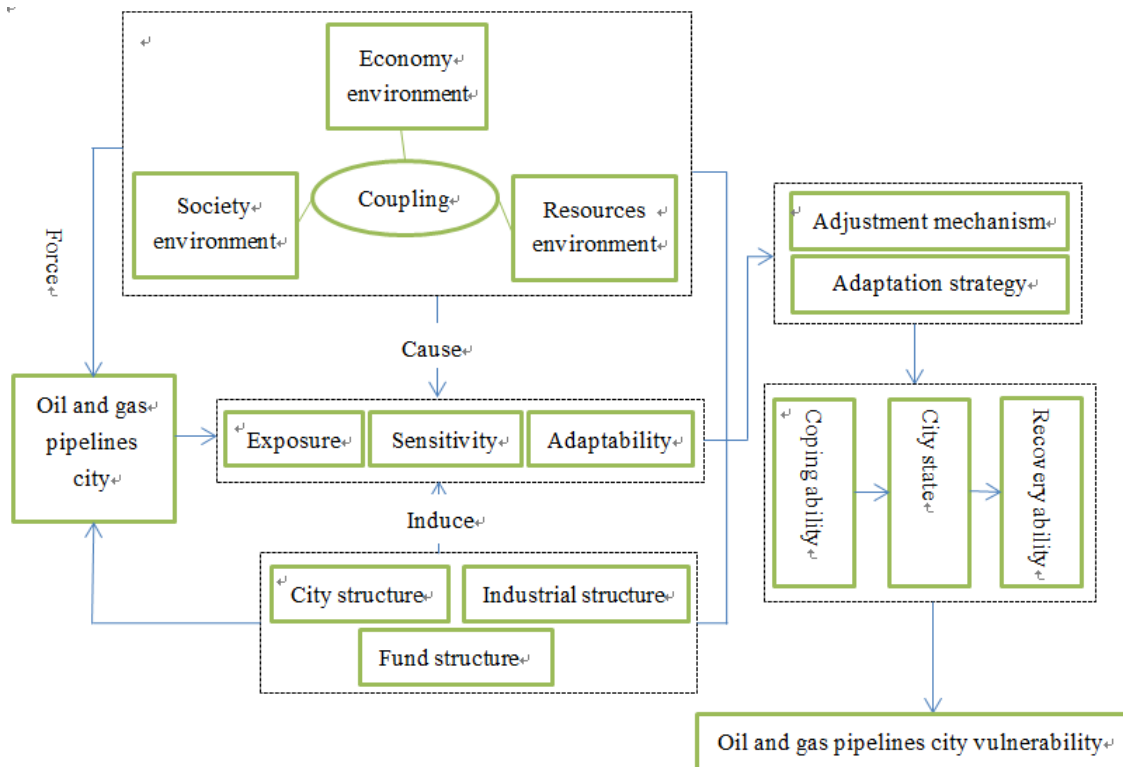 Economy
environment
Society
environment
Coupling
Resources
environment
Force
Cause
Adjustment mechanism
Adaptation strategy
Oil and gas
pipelines
city
Exposure
Sensitivity
Adaptability
Coping ability
City state
Recovery ability
Induce
City structure
Industrial structure
Fund structure
Oil and gas pipelines city vulnerability